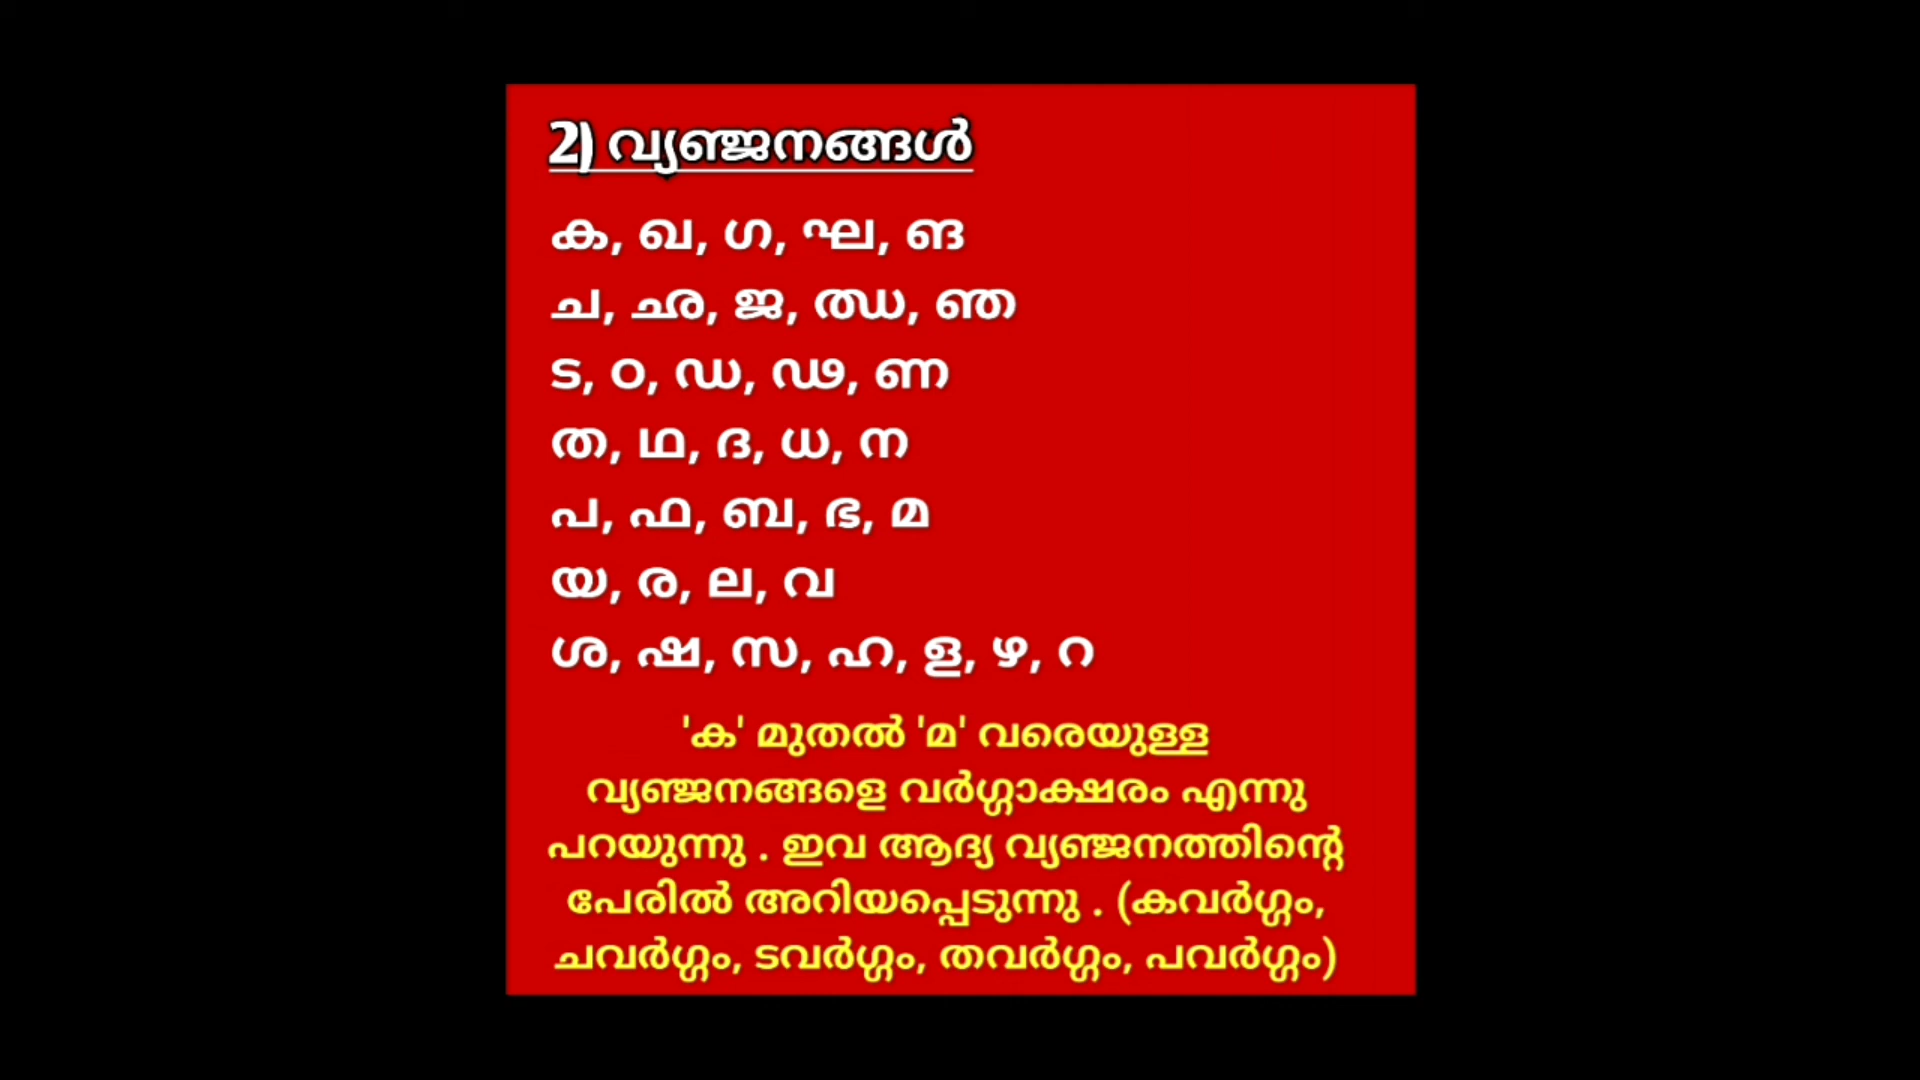 2) വ്യഞ്ജനങ്ങൾ
ക, ഖ, ഗ, ഘ, ങ
ച, ഛ, ജ, ഝ, ഞ
ട, ഠ, ഡ, ഢ, ണ
ത, ഥ, ദ, ധ, ന
പ, ഫ, ബ, ഭ, മ
യ, ര, ല, വ
ശ, ഷ, സ, ഹ, ള, ഴ, റ
'ക' മുതൽ 'മ' വരെയുള്ള
വ്യഞ്ജനങ്ങളെ വർഗ്ഗാക്ഷരം എന്നു
പറയുന്നു . ഇവ ആദ്യ വ്യഞ്ജനത്തിന്റെ
പേരിൽ അറിയപ്പെടുന്നു . (കവർഗ്ഗം,
ചവർഗ്ഗം, ടവർഗ്ഗം, തവർഗ്ഗം, പവർഗ്ഗം)